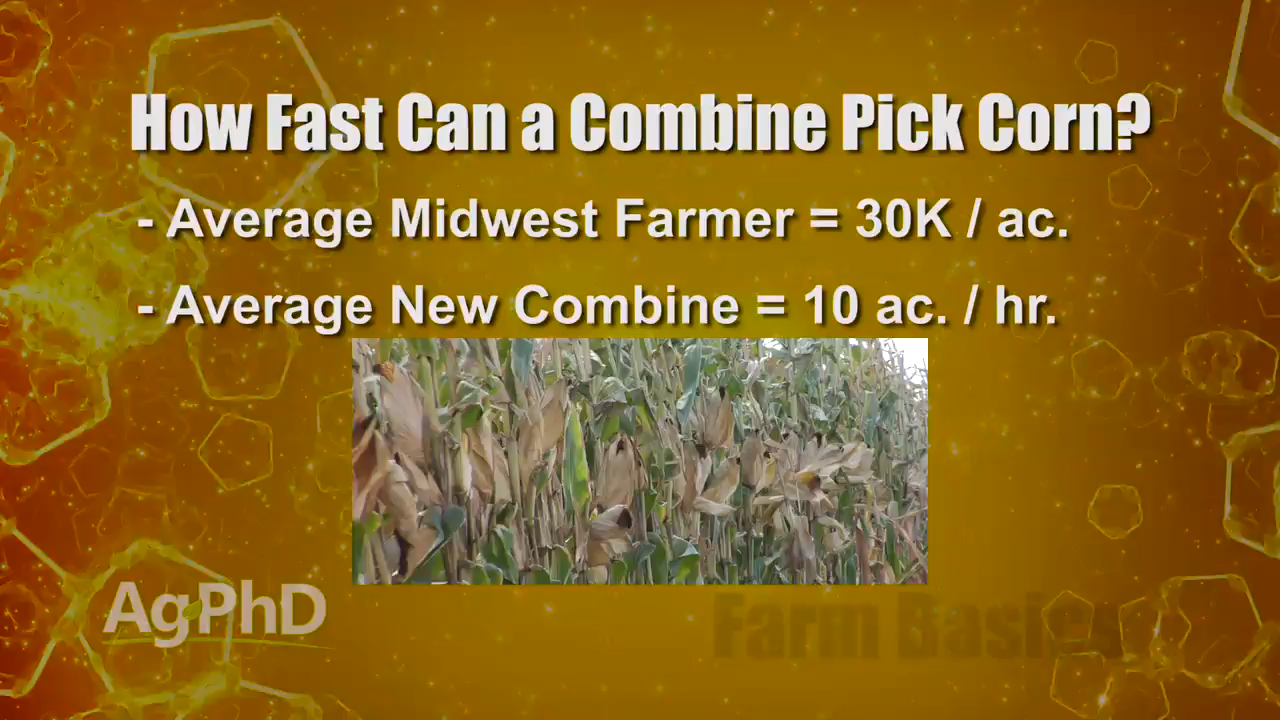 How Fast Can a Combine Pick Corn?
- Average Midwest Farmer = 30K / ac.
- Average New Combine = 10 ac. / hr.
AgPhD
Farm Basics